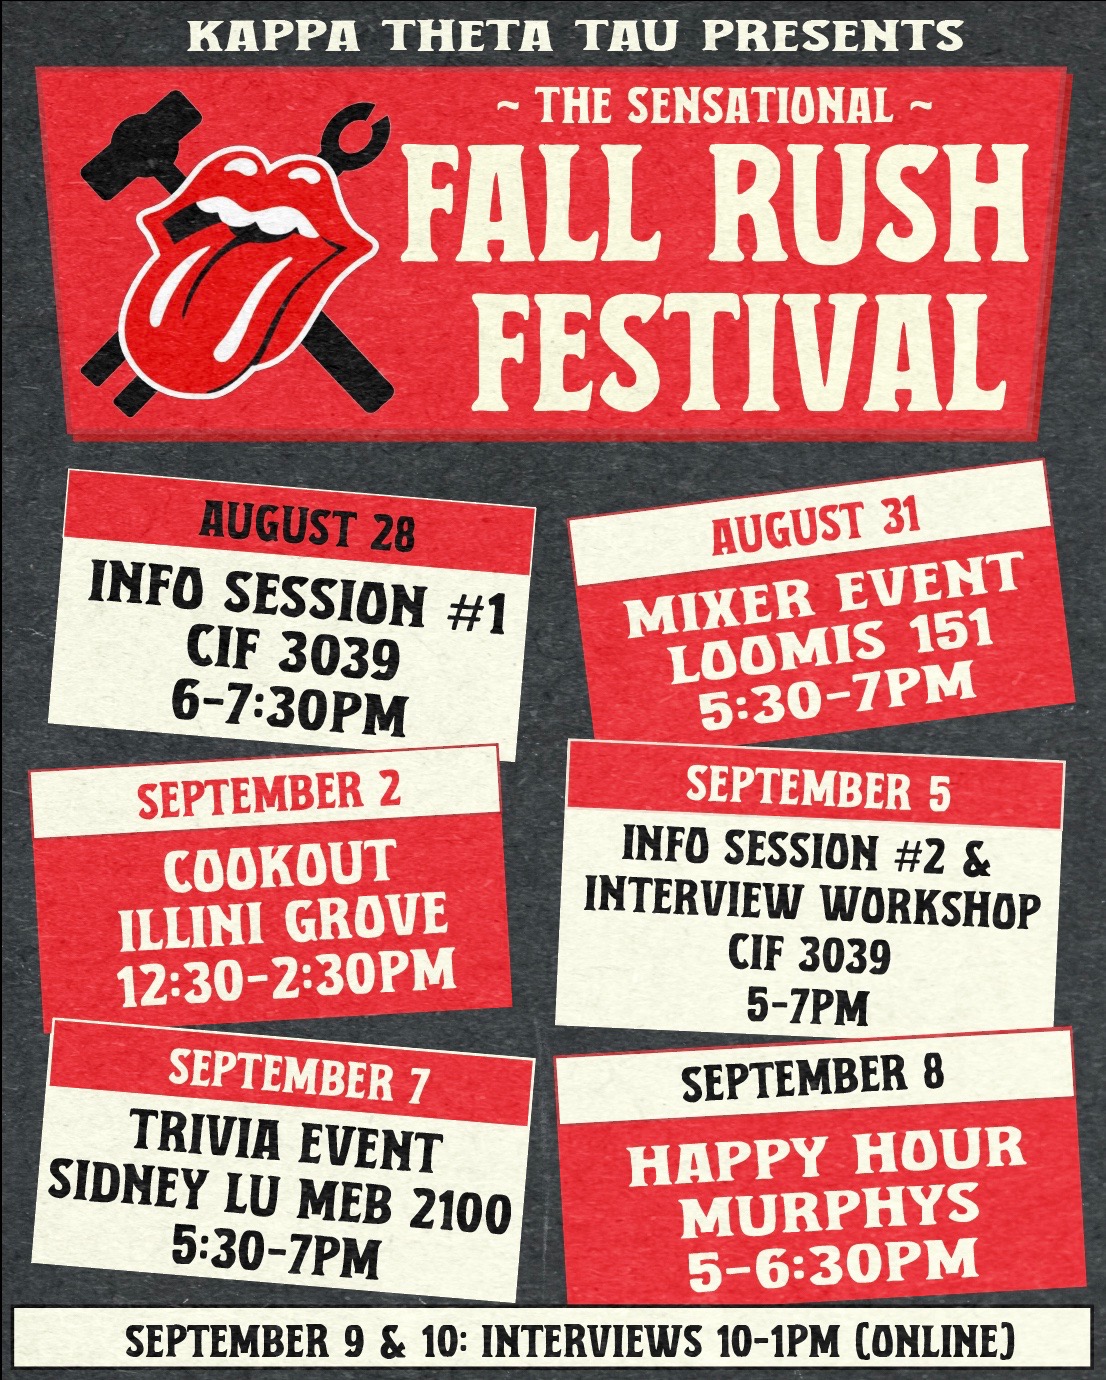 KAPPA THETA TAU PRESENTS
~ THE SENSATIONAL ~
FALL RUSH
FESTIVAL
AUGUST 28
INFO SESSION #1
CIF 3039
6-7:30PM
AUGUST 31
MIXER EVENT
LOOMIS 151
5:30-7PM
SEPTEMBER 2
COOKOUT
ILLINI GROVE
12:30-2:30PM
SEPTEMBER 5
INFO SESSION #2 &
INTERVIEW WORKSHOP
CIF 3039
5-7PM
SEPTEMBER 7
TRIVIA EVENT
SIDNEY LU MEB 2100
5:30-7PM
SEPTEMBER 8
HAPPY HOUR
MURPHYS
5-6:30PM
SEPTEMBER 9 & 10: INTERVIEWS 10-1PM (ONLINE)